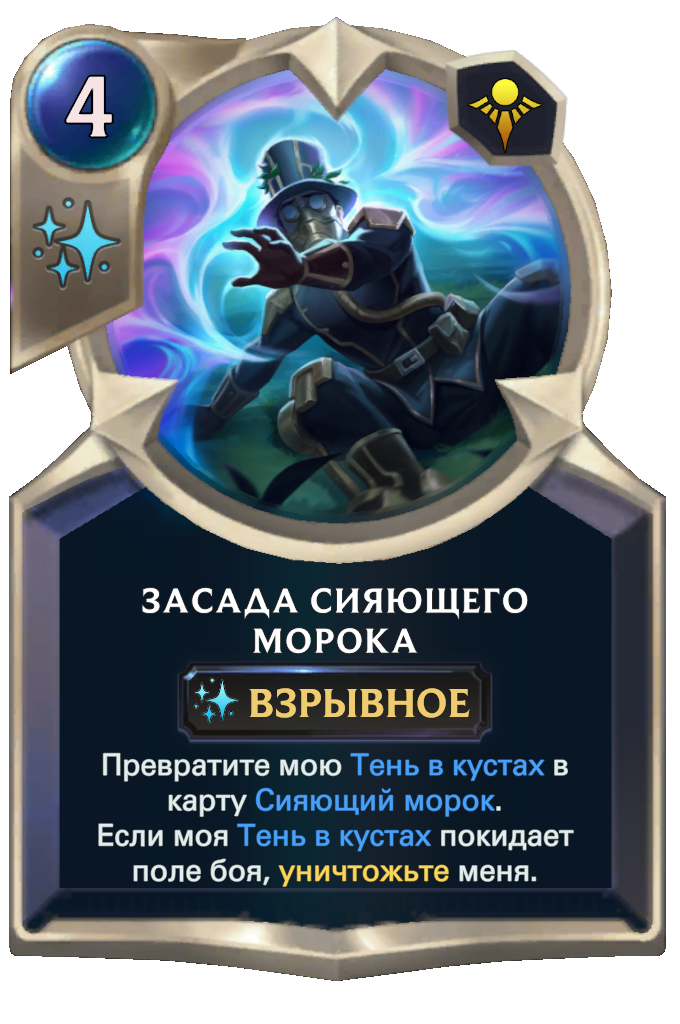 4
ЗАСАДА СИЯЮЩЕГО
МОРОКА
ВЗРЫВНОЕ
Превратите мою Тень в кустах в
карту Сияющий морок.
Если моя Тень в кустах покидает
поле боя, уничтожьте меня.